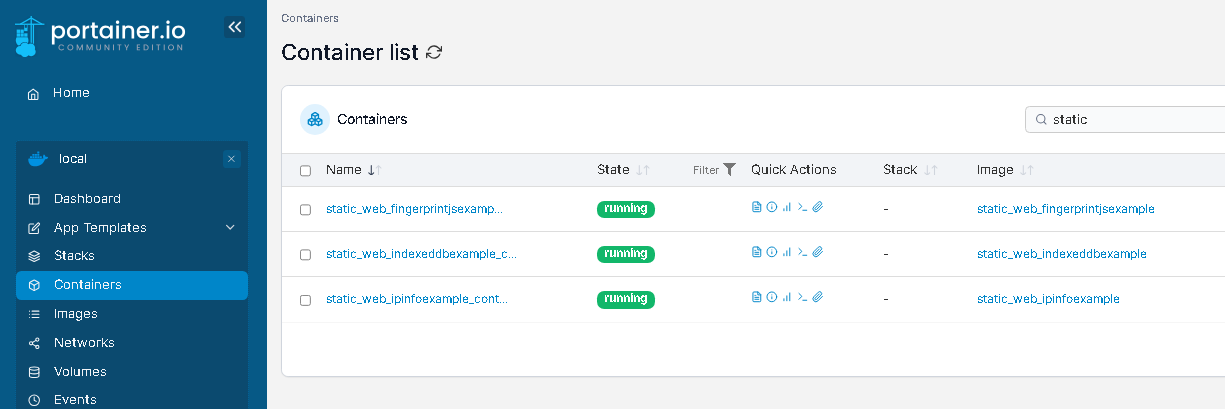 portainer.io
COMMUNITY EDITION
Home
local
Dashboard
App Templates
Stacks
Containers
Images
Networks
Volumes
Events
Containers
Container list
Containers
static
Name State Filter Quick Actions Stack Image
static_web_fingerprintjsexamp... running - static_web_fingerprintjsexample
static_web_indexeddbexample_c... running - static_web_indexeddbexample
static_web_ipinfoexample_cont... running - static_web_ipinfoexample